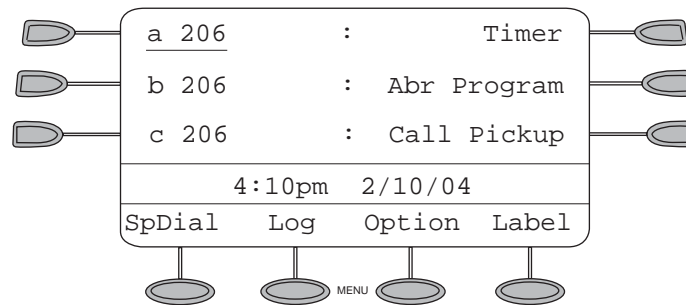 a 206 : Timer
b 206 : Abr Program
c 206 : Call Pickup
4:10pm 2/10/04
SpDial Log Option Label
MENU